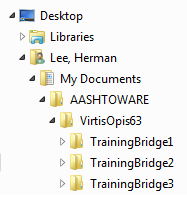 Desktop
Libraries
Lee, Herman
My Documents
AASHTOWARE
VirtisOpis63
TrainingBridge1
TrainingBridge2
TrainingBridge3